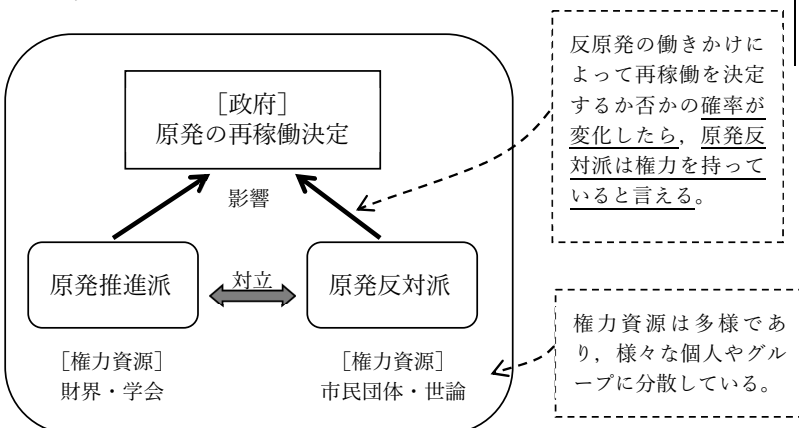 [政府]
原発の再稼働決定
影響
原発推進派
対立
原発反対派
[権力資源]
財界・学会
[権力資源]
市民団体・世論
反原発の働きかけに
よって再稼働を決定
するか否かの確率が
変化したら，原発反
対派は権力を持って
いると言える。
権力資源は多様であ
り，様々な個人やグル
ープに分散している。